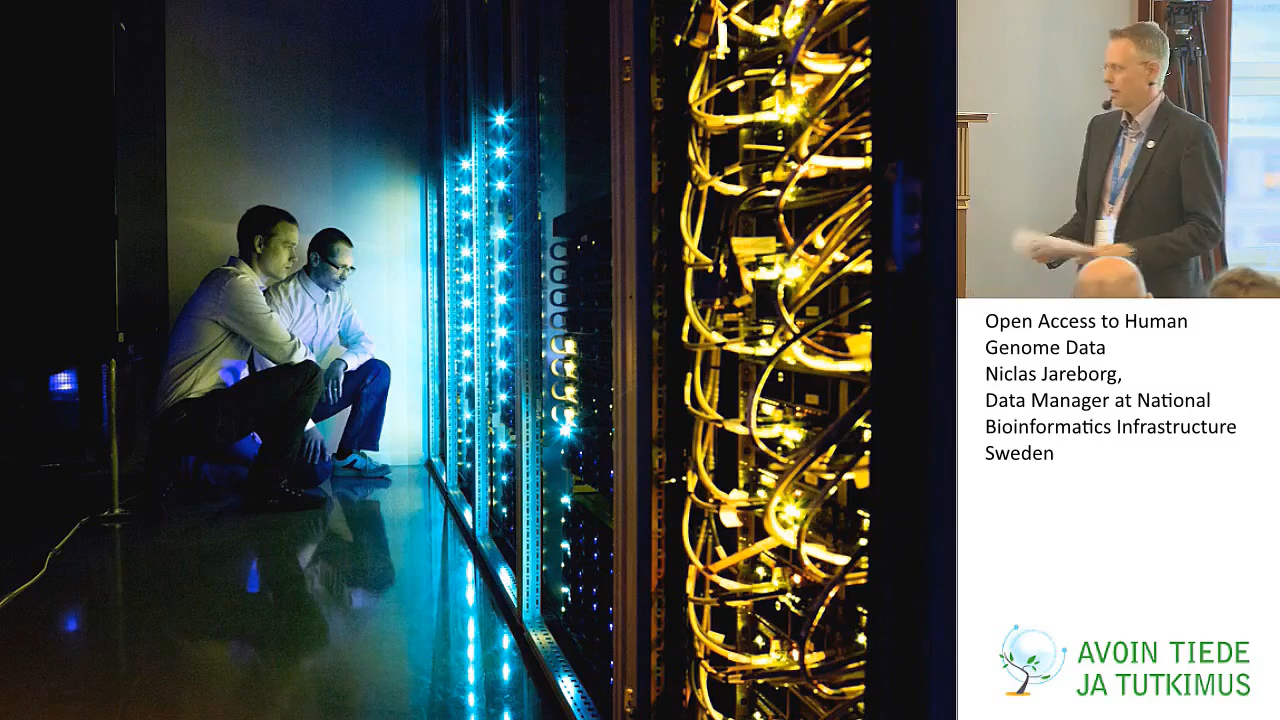 Open Access to Human
Genome Data
Niclas Jareborg,
Data Manager at National
Bioinformatics Infrastructure
Sweden
AVOIN TIEDE
JA TUTKIMUS